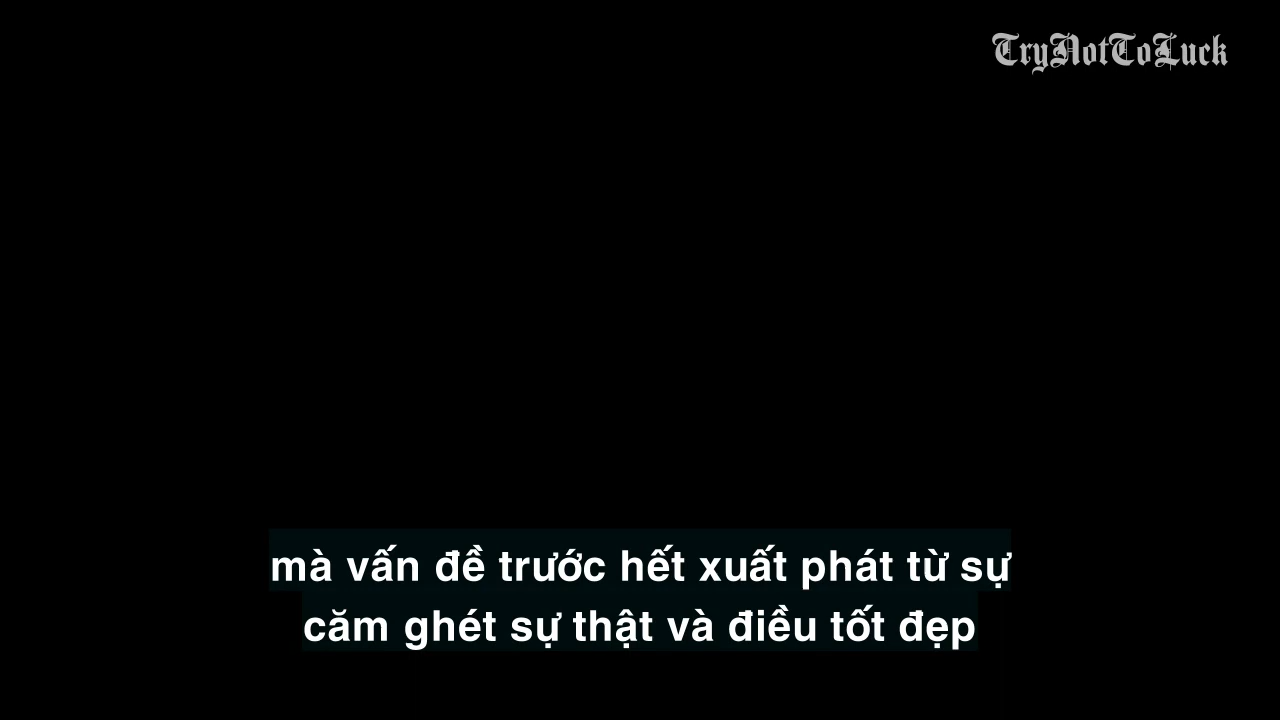 TryNotToLuck
mà vấn đề trước hết xuất phát từ sự
căm ghét sự thật và điều tốt đẹp